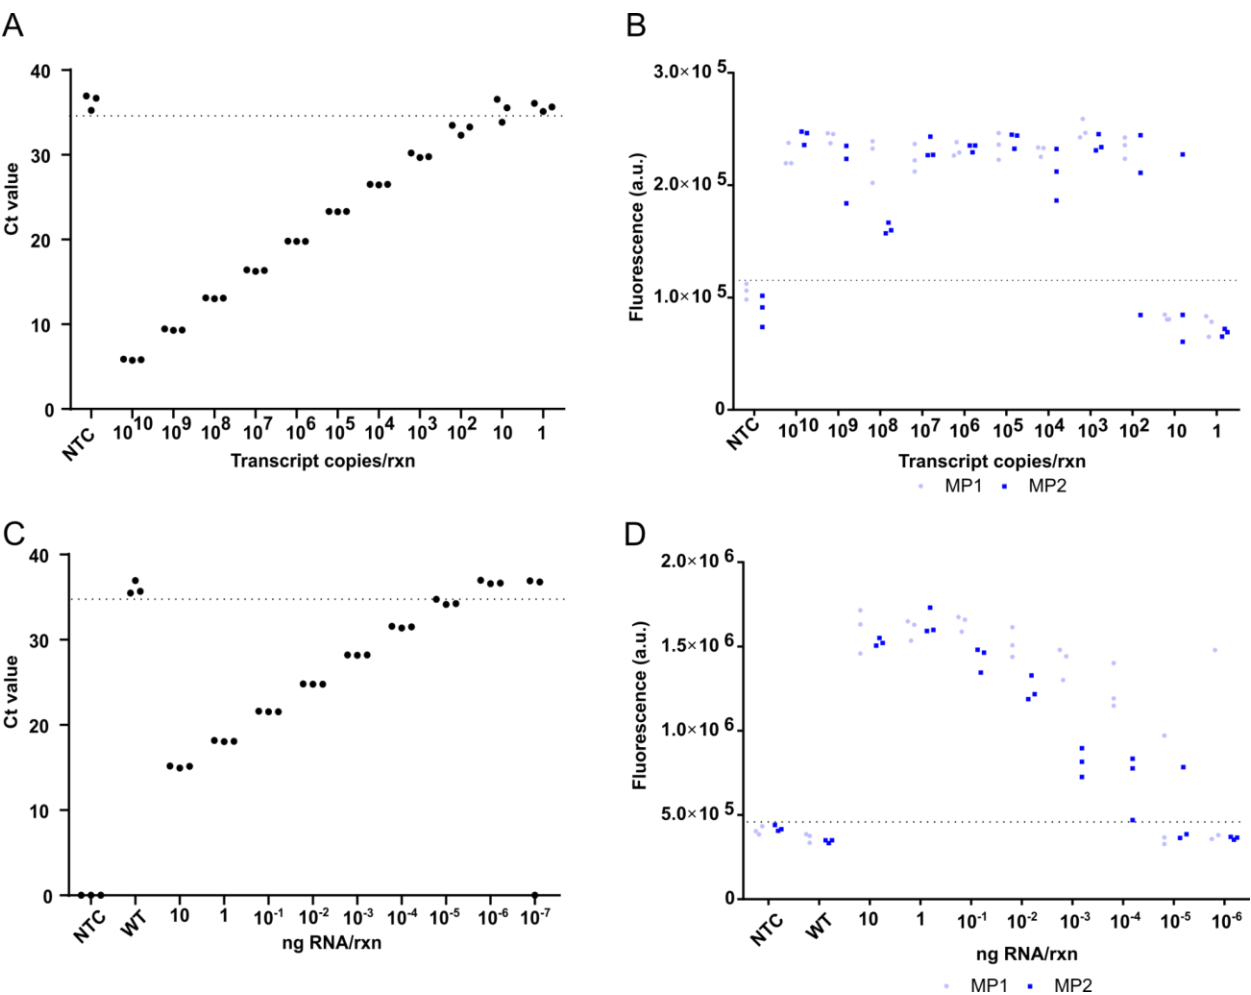 A
40
30
20
10
0
Ct value
NTC 10^10 10^9 10^8 10^7 10^6 10^5 10^4 10^3 10^2 10 1
Transcript copies/rxn
B
3.0×10^5
2.0×10^5
1.0×10^5
0
Fluorescence (a.u.)
NTC 10^10 10^9 10^8 10^7 10^6 10^5 10^4 10^3 10^2 10 1
Transcript copies/rxn
MP1 MP2
C
40
30
20
10
0
Ct value
NTC WT 10 1 10^-1 10^-2 10^-3 10^-4 10^-5 10^-6 10^-7
ng RNA/rxn
D
2.0×10^6
1.5×10^6
1.0×10^6
5.0×10^5
0
Fluorescence (a.u.)
NTC WT 10 1 10^-1 10^-2 10^-3 10^-4 10^-5 10^-6
ng RNA/rxn
MP1 MP2